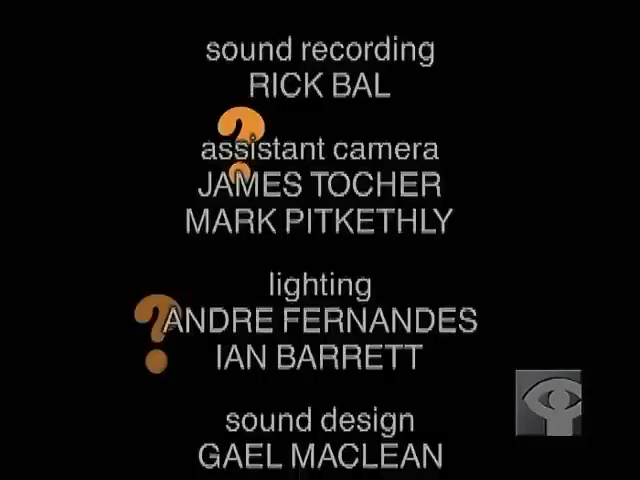 sound recording
RICK BAL
?
assistant camera
JAMES TOCHER
MARK PITKETHLY
lighting
?
ANDRE FERNANDES
IAN BARRETT
sound design
GAEL MACLEAN